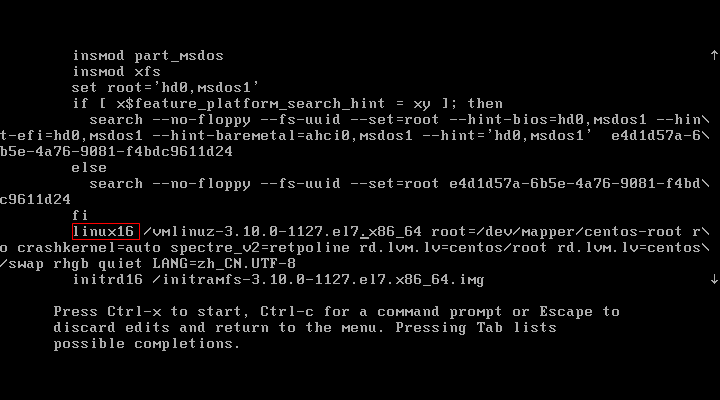 insmod part_msdos
insmod xfs
set root='hd0,msdos1'
if [ x$feature_platform_search_hint = xy ]; then
search --no-floppy --fs-uuid --set=root --hint-bios=hd0,msdos1 --hin\
t-efi=hd0,msdos1 --hint-baremetal=ahci0,msdos1 --hint='hd0,msdos1'  e4d1d57a-6\
b5e-4a76-9081-f4bdc9611d24
else
search --no-floppy --fs-uuid --set=root e4d1d57a-6b5e-4a76-9081-f4bd\
c9611d24
fi
linux16 /vmlinuz-3.10.0-1127.el7.x86_64 root=/dev/mapper/centos-root r\
o crashkernel=auto spectre_v2=retpoline rd.lvm.lv=centos/root rd.lvm.lv=centos\
/swap rhgb quiet LANG=zh_CN.UTF-8
initrd16 /initramfs-3.10.0-1127.el7.x86_64.img
Press Ctrl-x to start, Ctrl-c for a command prompt or Escape to
discard edits and return to the menu. Pressing Tab lists
possible completions.